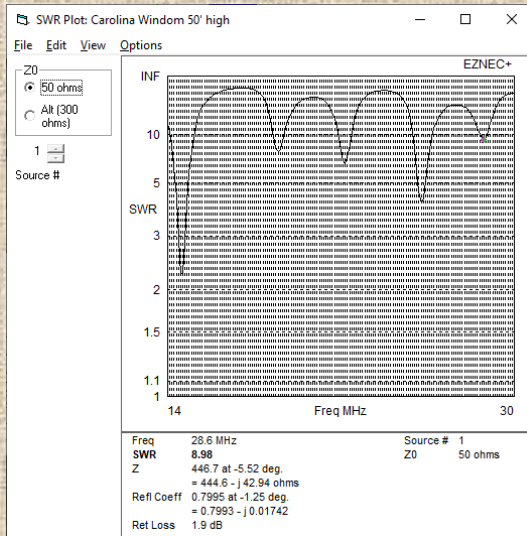 SWR Plot: Carolina Windom 50' high
File Edit View Options
Z0
50 ohms
Alt (300
ohms)
1
Source #
EZNEC+
INF
10
5
SWR
3
2
1.5
1.1
1
14 Freq MHz 30
Freq 28.6 MHz Source # 1
SWR 8.98 Z0 50 ohms
Z 446.7 at -5.52 deg.
= 444.6 - j 42.94 ohms
Refl Coeff 0.7995 at -1.25 deg.
= 0.7993 - j 0.01742
Ret Loss 1.9 dB